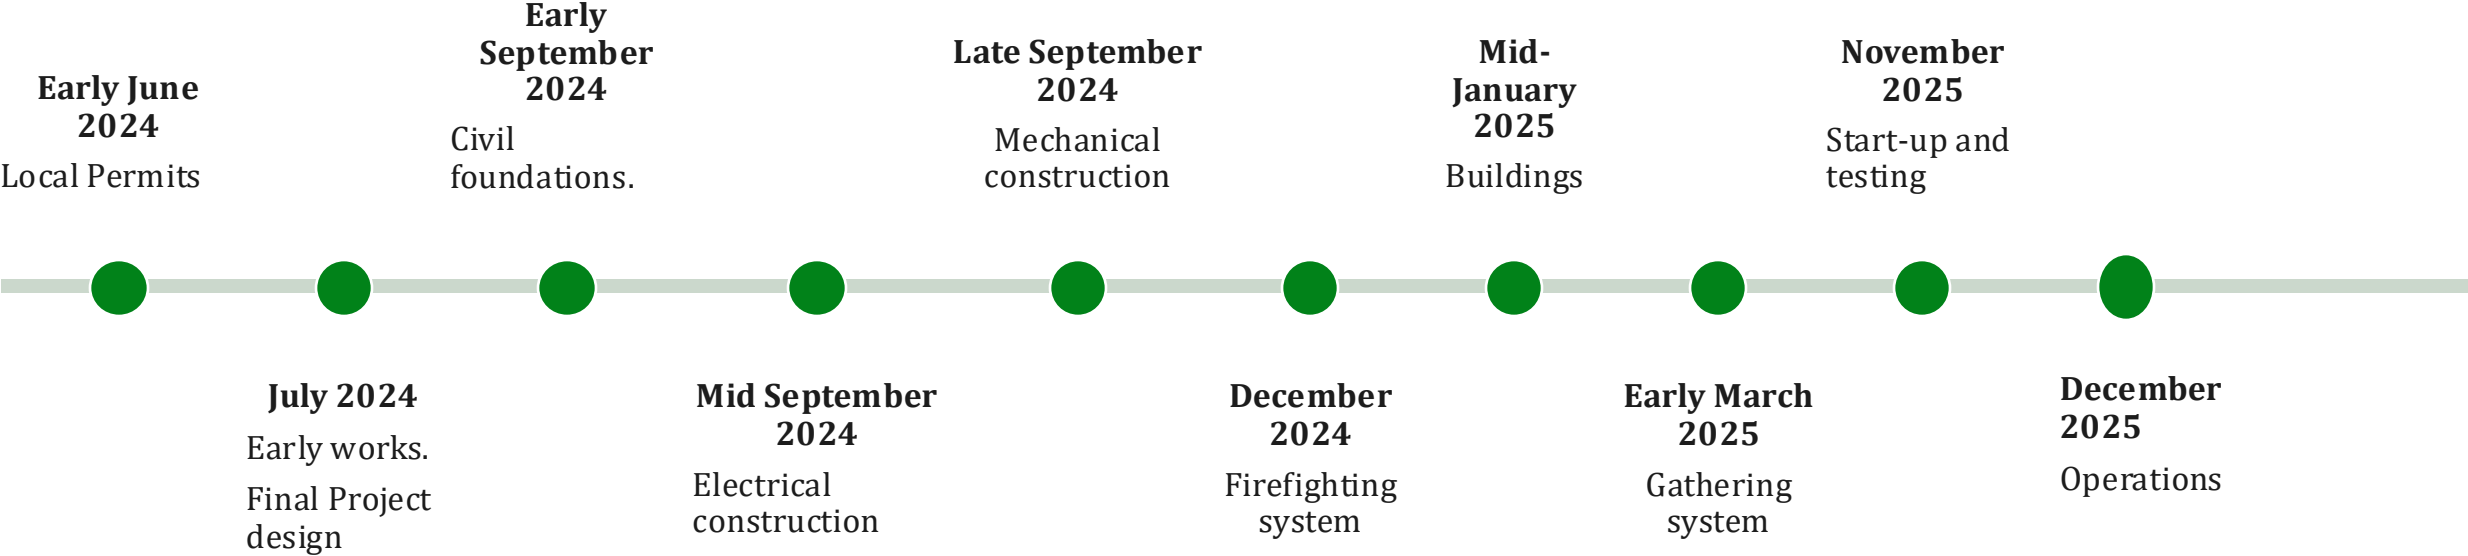 Early June
2024
Local Permits
July 2024
Early works.
Final Project
design
Early
September
2024
Civil
foundations.
Mid September
2024
Electrical
construction
Late September
2024
Mechanical
construction
December
2024
Firefighting
system
Mid-
January
2025
Buildings
Early March
2025
Gathering
system
November
2025
Start-up and
testing
December
2025
Operations